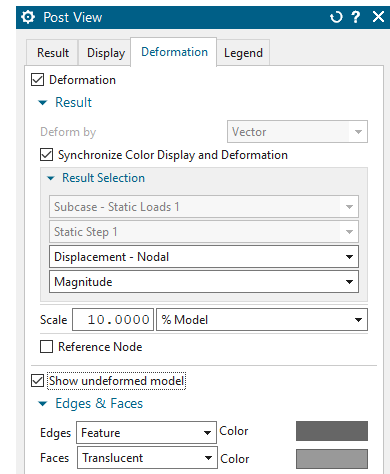 Post View
?
Result Display Deformation Legend
Deformation
Result
Deform by Vector
Synchronize Color Display and Deformation
Result Selection
Subcase - Static Loads 1
Static Step 1
Displacement - Nodal
Magnitude
Scale 10.0000 % Model
Reference Node
Show undeformed model
Edges & Faces
Edges Feature Color
Faces Translucent Color